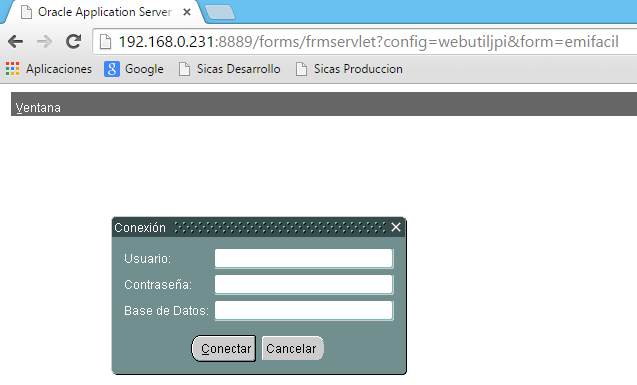 Oracle Application Server
192.168.0.231:8889/forms/frmservlet?config=webutiljpi&form=emifacil
Aplicaciones Google Sicas Desarrollo Sicas Produccion
Ventana
Conexión
Usuario:
Contraseña:
Base de Datos:
Conectar Cancelar